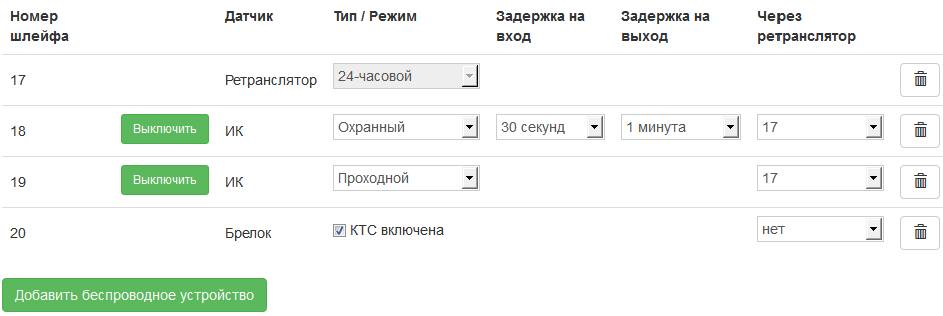 Номер шлейфа Датчик Тип / Режим Задержка на вход Задержка на выход Через ретранслятор
17 Ретранслятор 24-часовой
18 Выключить ИК Охранный 30 секунд 1 минута 17
19 Выключить ИК Проходной 17
20 Брелок КТС включена нет
Добавить беспроводное устройство